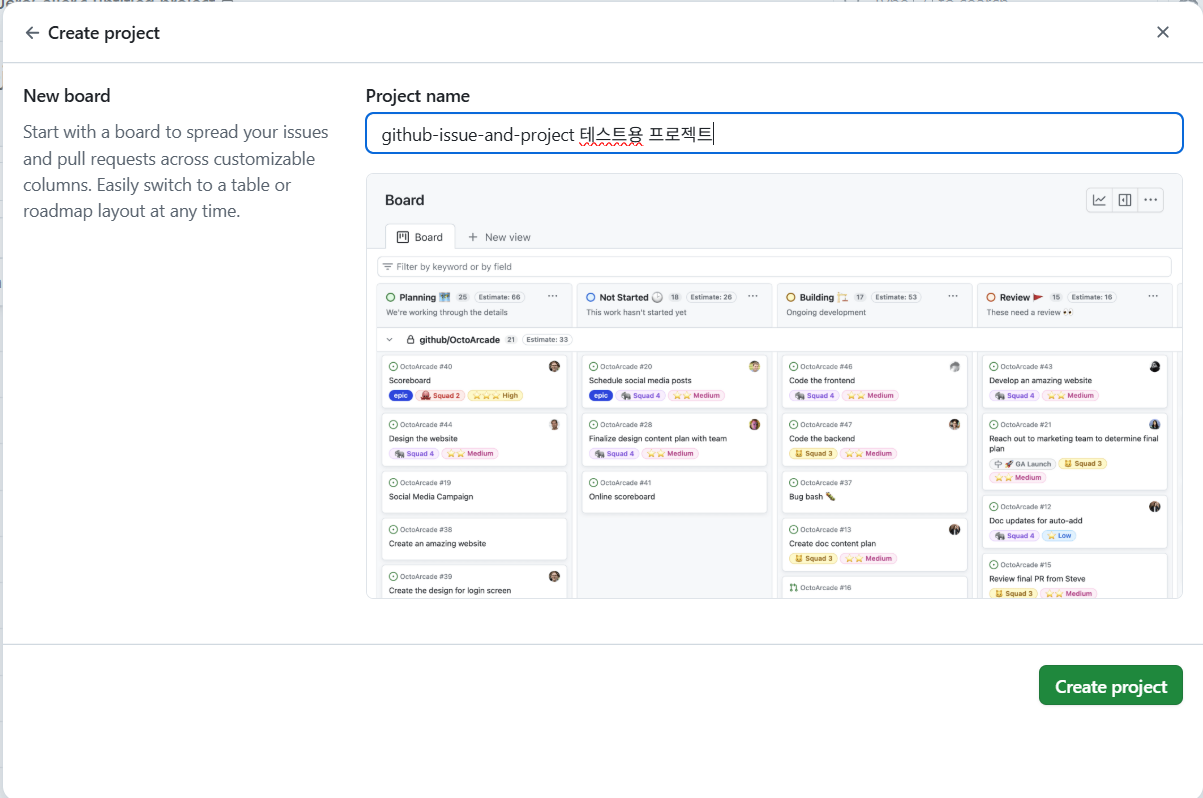 Create project
New board
Start with a board to spread your issues
and pull requests across customizable
columns. Easily switch to a table or
roadmap layout at any time.
Project name
github-issue-and-project 테스트용 프로젝트
Board
Board
New view
Filter by keyword or by field
Planning 25 Estimate: 66
We're working through the details
Not Started 18 Estimate: 26
This work hasn't started yet
Building 17 Estimate: 53
Ongoing development
Review 15 Estimate: 16
These need a review
github/OctoArcade 21 Estimate: 33
OctoArcade #40
Scoreboard
epic Squad 2 High
OctoArcade #44
Design the website
Squad 4 Medium
OctoArcade #19
Social Media Campaign
OctoArcade #38
Create an amazing website
OctoArcade #39
Create the design for login screen
OctoArcade #20
Schedule social media posts
epic Squad 4 Medium
OctoArcade #28
Finalize design content plan with team
Squad 4 Medium
OctoArcade #41
Online scoreboard
OctoArcade #46
Code the frontend
Squad 4 Medium
OctoArcade #47
Code the backend
Squad 3 Medium
OctoArcade #37
Bug bash
OctoArcade #13
Create doc content plan
Squad 3 Medium
OctoArcade #16
OctoArcade #43
Develop an amazing website
Squad 4 Medium
OctoArcade #21
Reach out to marketing team to determine final
plan
GA Launch Squad 3
Medium
OctoArcade #12
Doc updates for auto-add
Squad 4 Low
OctoArcade #15
Review final PR from Steve
Squad 3 Medium
Create project